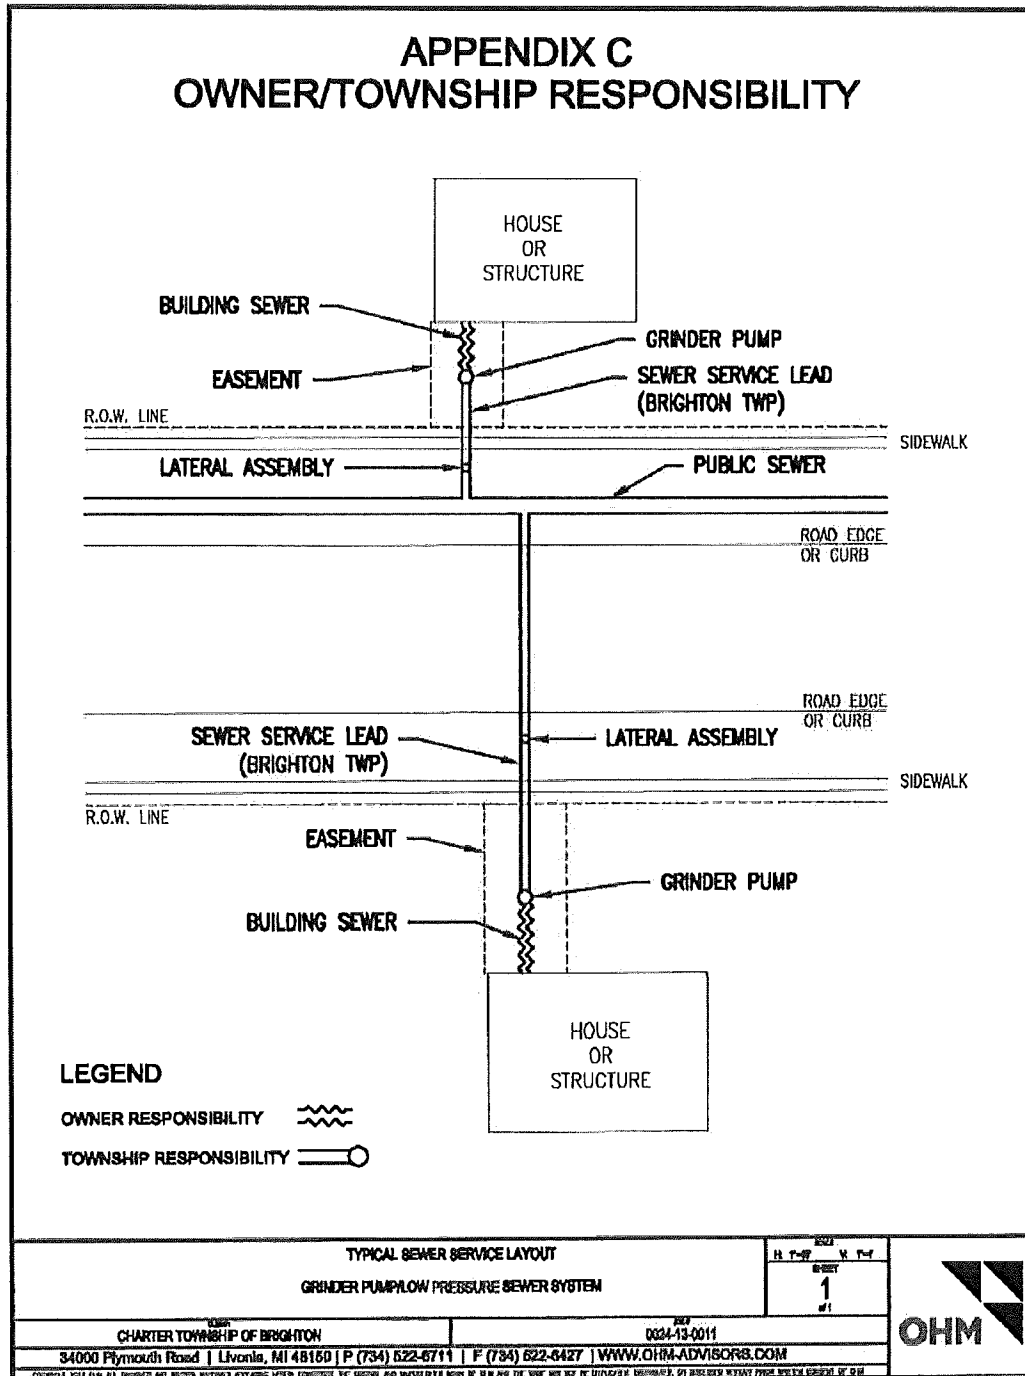 APPENDIX C
OWNER/TOWNSHIP RESPONSIBILITY
HOUSE
OR
STRUCTURE
BUILDING SEWER
GRINDER PUMP
EASEMENT
SEWER SERVICE LEAD
(BRIGHTON TWP)
R.O.W. LINE
SIDEWALK
LATERAL ASSEMBLY
PUBLIC SEWER
ROAD EDGE
OR CURB
ROAD EDGE
OR CURB
SEWER SERVICE LEAD
(BRIGHTON TWP)
LATERAL ASSEMBLY
SIDEWALK
R.O.W. LINE
EASEMENT
GRINDER PUMP
BUILDING SEWER
HOUSE
OR
STRUCTURE
LEGEND
OWNER RESPONSIBILITY
TOWNSHIP RESPONSIBILITY
TYPICAL SEWER SERVICE LAYOUT
GRINDER PUMP/LOW PRESSURE SEWER SYSTEM
SHEET
1
of 1
CHARTER TOWNSHIP OF BRIGHTON
0024-13-0011
OHM
34000 Plymouth Road | Livonia, MI 48150 | P (734) 522-6711 | F (734) 522-6427 | WWW.OHM-ADVISORS.COM